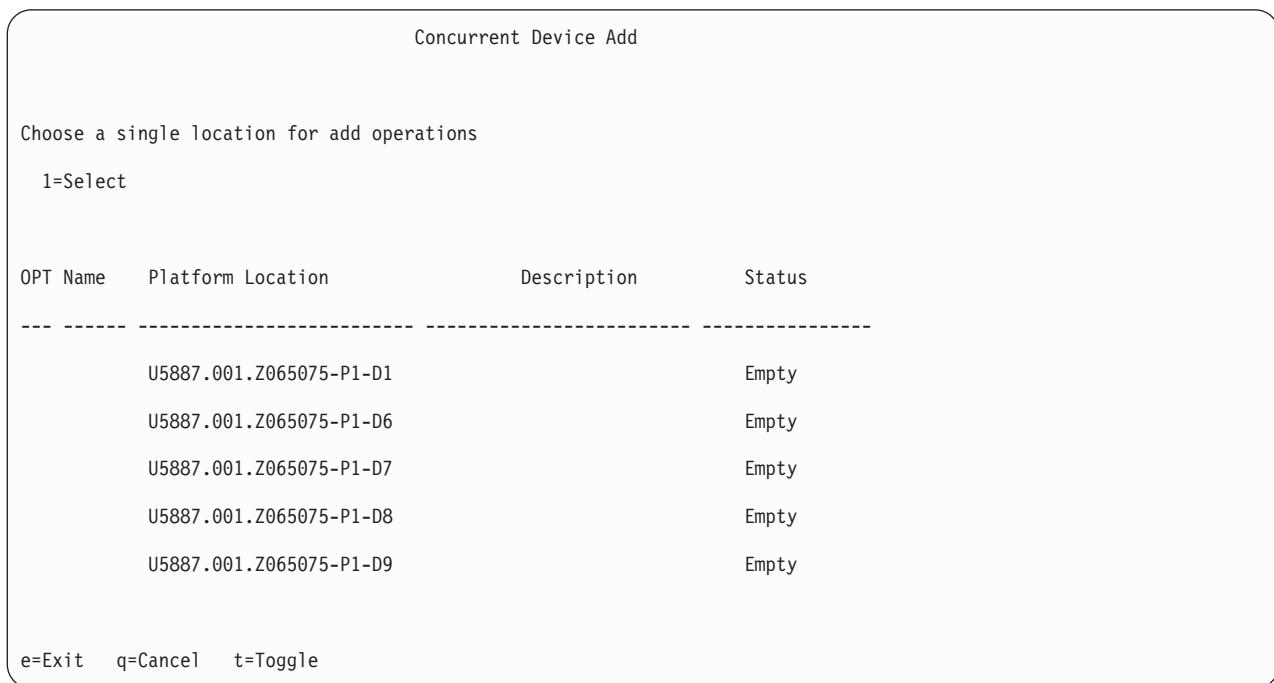 Concurrent Device Add
Choose a single location for add operations
1=Select
OPT Name Platform Location Description Status
--- ------ -------------------------- ------------------------- ----------------
U5887.001.Z065075-P1-D1 Empty
U5887.001.Z065075-P1-D6 Empty
U5887.001.Z065075-P1-D7 Empty
U5887.001.Z065075-P1-D8 Empty
U5887.001.Z065075-P1-D9 Empty
e=Exit q=Cancel t=Toggle